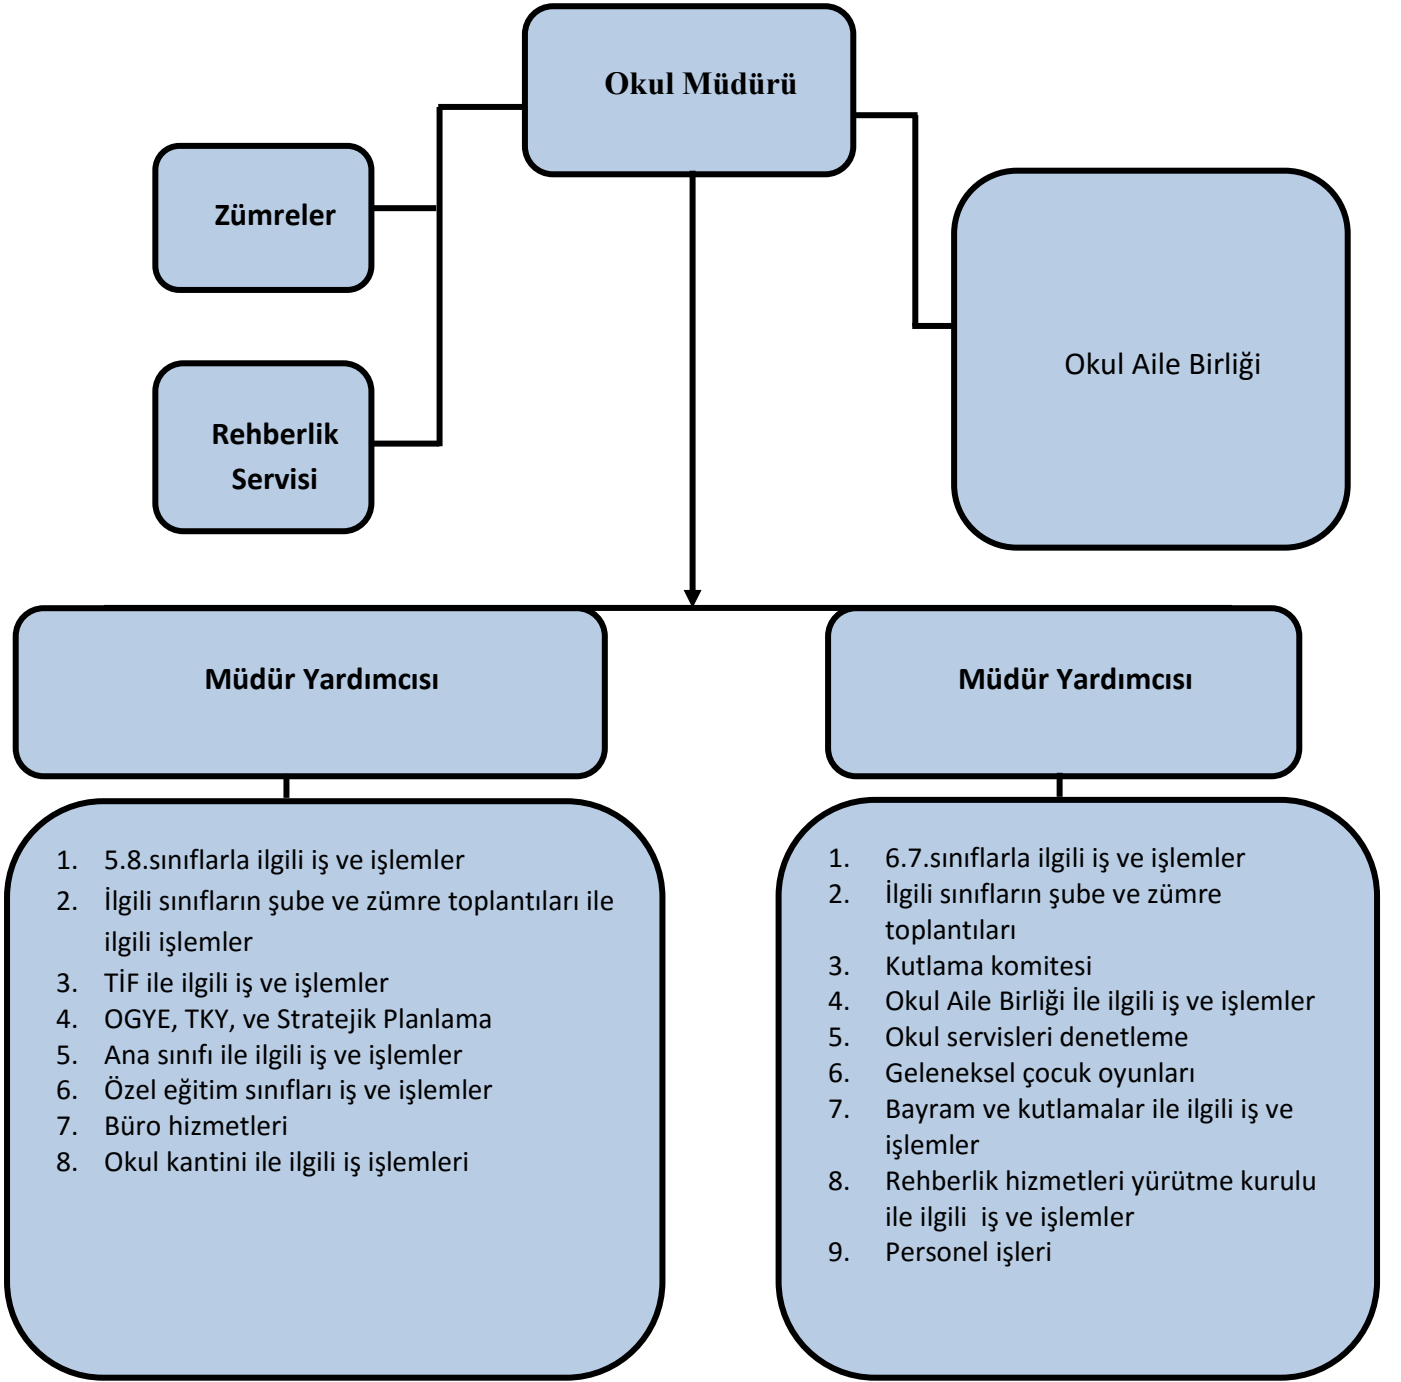 Okul Müdürü
Zümreler
Rehberlik
Servisi
Okul Aile Birliği
Müdür Yardımcısı
1. 5.8.sınıflarla ilgili iş ve işlemler
2. İlgili sınıfların şube ve zümre toplantıları ile
ilgili işlemler
3. TİF ile ilgili iş ve işlemler
4. OGYE, TKY, ve Stratejik Planlama
5. Ana sınıfı ile ilgili iş ve işlemler
6. Özel eğitim sınıfları iş ve işlemler
7. Büro hizmetleri
8. Okul kantini ile ilgili iş işlemleri
Müdür Yardımcısı
1. 6.7.sınıflarla ilgili iş ve işlemler
2. İlgili sınıfların şube ve zümre
toplantıları
3. Kutlama komitesi
4. Okul Aile Birliği İle ilgili iş ve işlemler
5. Okul servisleri denetleme
6. Geleneksel çocuk oyunları
7. Bayram ve kutlamalar ile ilgili iş ve
işlemler
8. Rehberlik hizmetleri yürütme kurulu
ile ilgili  iş ve işlemler
9. Personel işleri